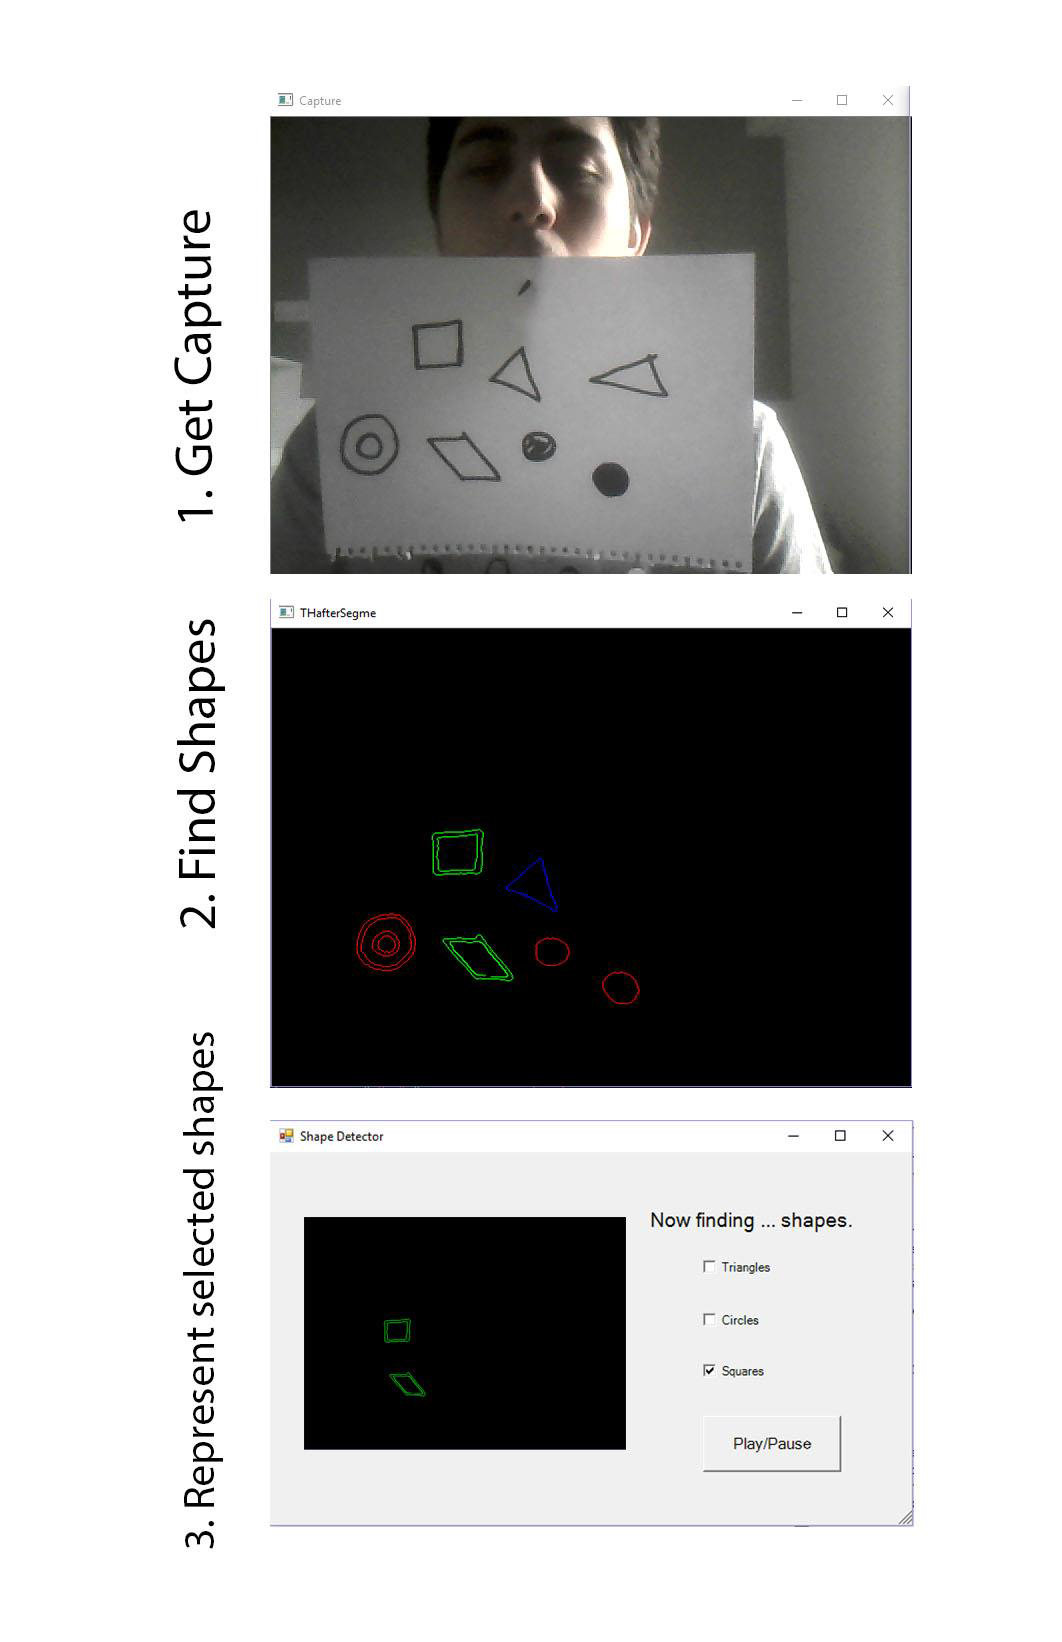 1. Get Capture
Capture
2. Find Shapes
THafterSegme
3. Represent selected shapes
Shape Detector
Now finding ... shapes.
Triangles
Circles
Squares
Play/Pause